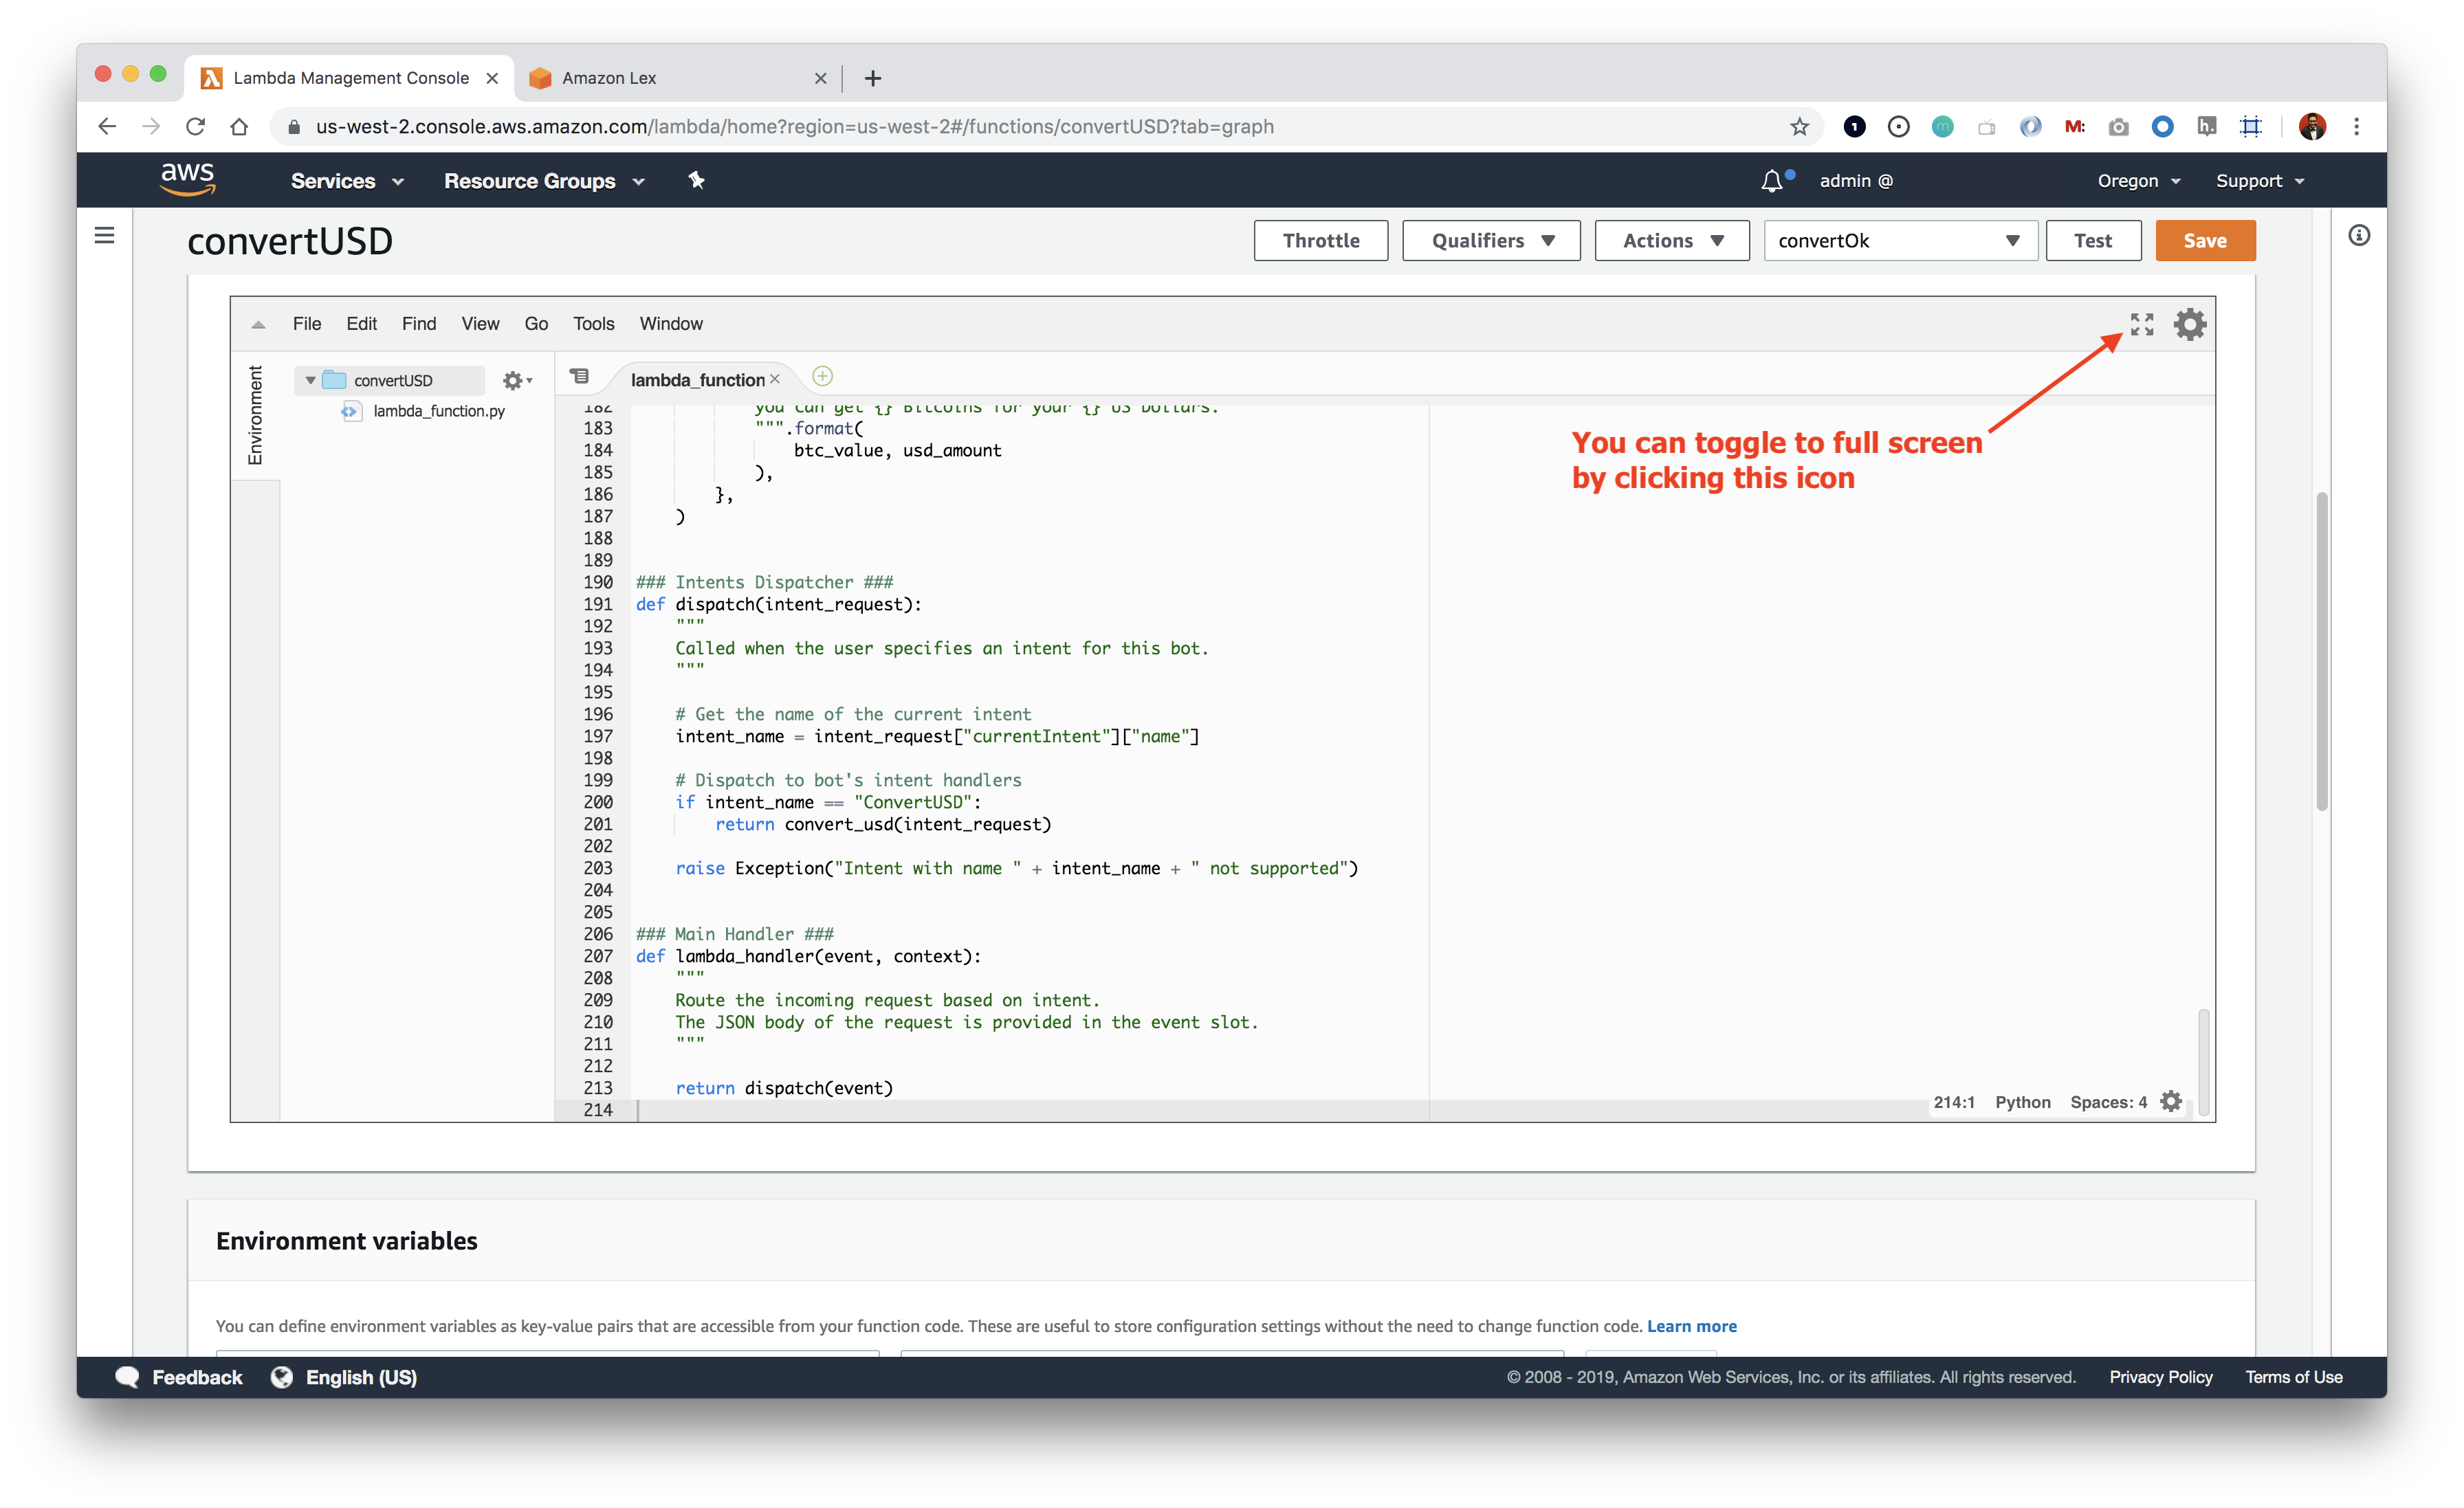 Lambda Management Console
Amazon Lex
us-west-2.console.aws.amazon.com/lambda/home?region=us-west-2#/functions/convertUSD?tab=graph
aws
Services
Resource Groups
admin @
Oregon
Support
convertUSD
Throttle
Qualifiers
Actions
convertOk
Test
Save
File Edit Find View Go Tools Window
Environment
convertUSD
lambda_function.py
lambda_function
You can toggle to full screen
by clicking this icon
182             you can get {} Bitcoins for your {} US Dollars.
183             """.format(
184                 btc_value, usd_amount
185             ),
186         },
187     )
188
189
190 ### Intents Dispatcher ###
191 def dispatch(intent_request):
192     """
193     Called when the user specifies an intent for this bot.
194     """
195
196     # Get the name of the current intent
197     intent_name = intent_request["currentIntent"]["name"]
198
199     # Dispatch to bot's intent handlers
200     if intent_name == "ConvertUSD":
201         return convert_usd(intent_request)
202
203     raise Exception("Intent with name " + intent_name + " not supported")
204
205
206 ### Main Handler ###
207 def lambda_handler(event, context):
208     """
209     Route the incoming request based on intent.
210     The JSON body of the request is provided in the event slot.
211     """
212
213     return dispatch(event)
214
214:1 Python Spaces: 4
Environment variables
You can define environment variables as key-value pairs that are accessible from your function code. These are useful to store configuration settings without the need to change function code. Learn more
Feedback
English (US)
© 2008 - 2019, Amazon Web Services, Inc. or its affiliates. All rights reserved.
Privacy Policy
Terms of Use